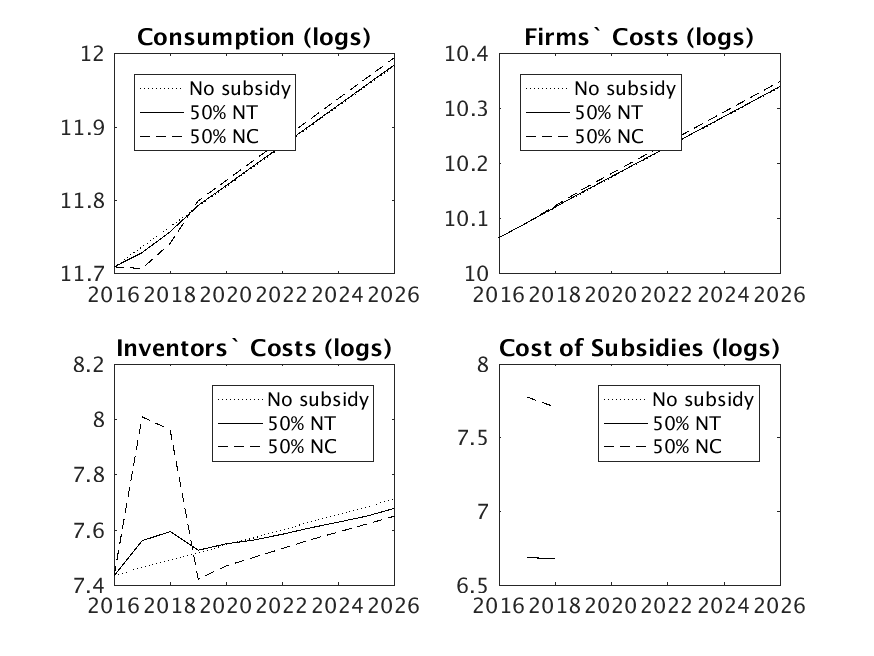 Consumption (logs)
12
11.9
11.8
11.7
2016 2018 2020 2022 2024 2026
No subsidy
50% NT
50% NC
Firms` Costs (logs)
10.4
10.3
10.2
10.1
10
2016 2018 2020 2022 2024 2026
No subsidy
50% NT
50% NC
Inventors` Costs (logs)
8.2
8
7.8
7.6
7.4
2016 2018 2020 2022 2024 2026
No subsidy
50% NT
50% NC
Cost of Subsidies (logs)
8
7.5
7
6.5
2016 2018 2020 2022 2024 2026
No subsidy
50% NT
50% NC